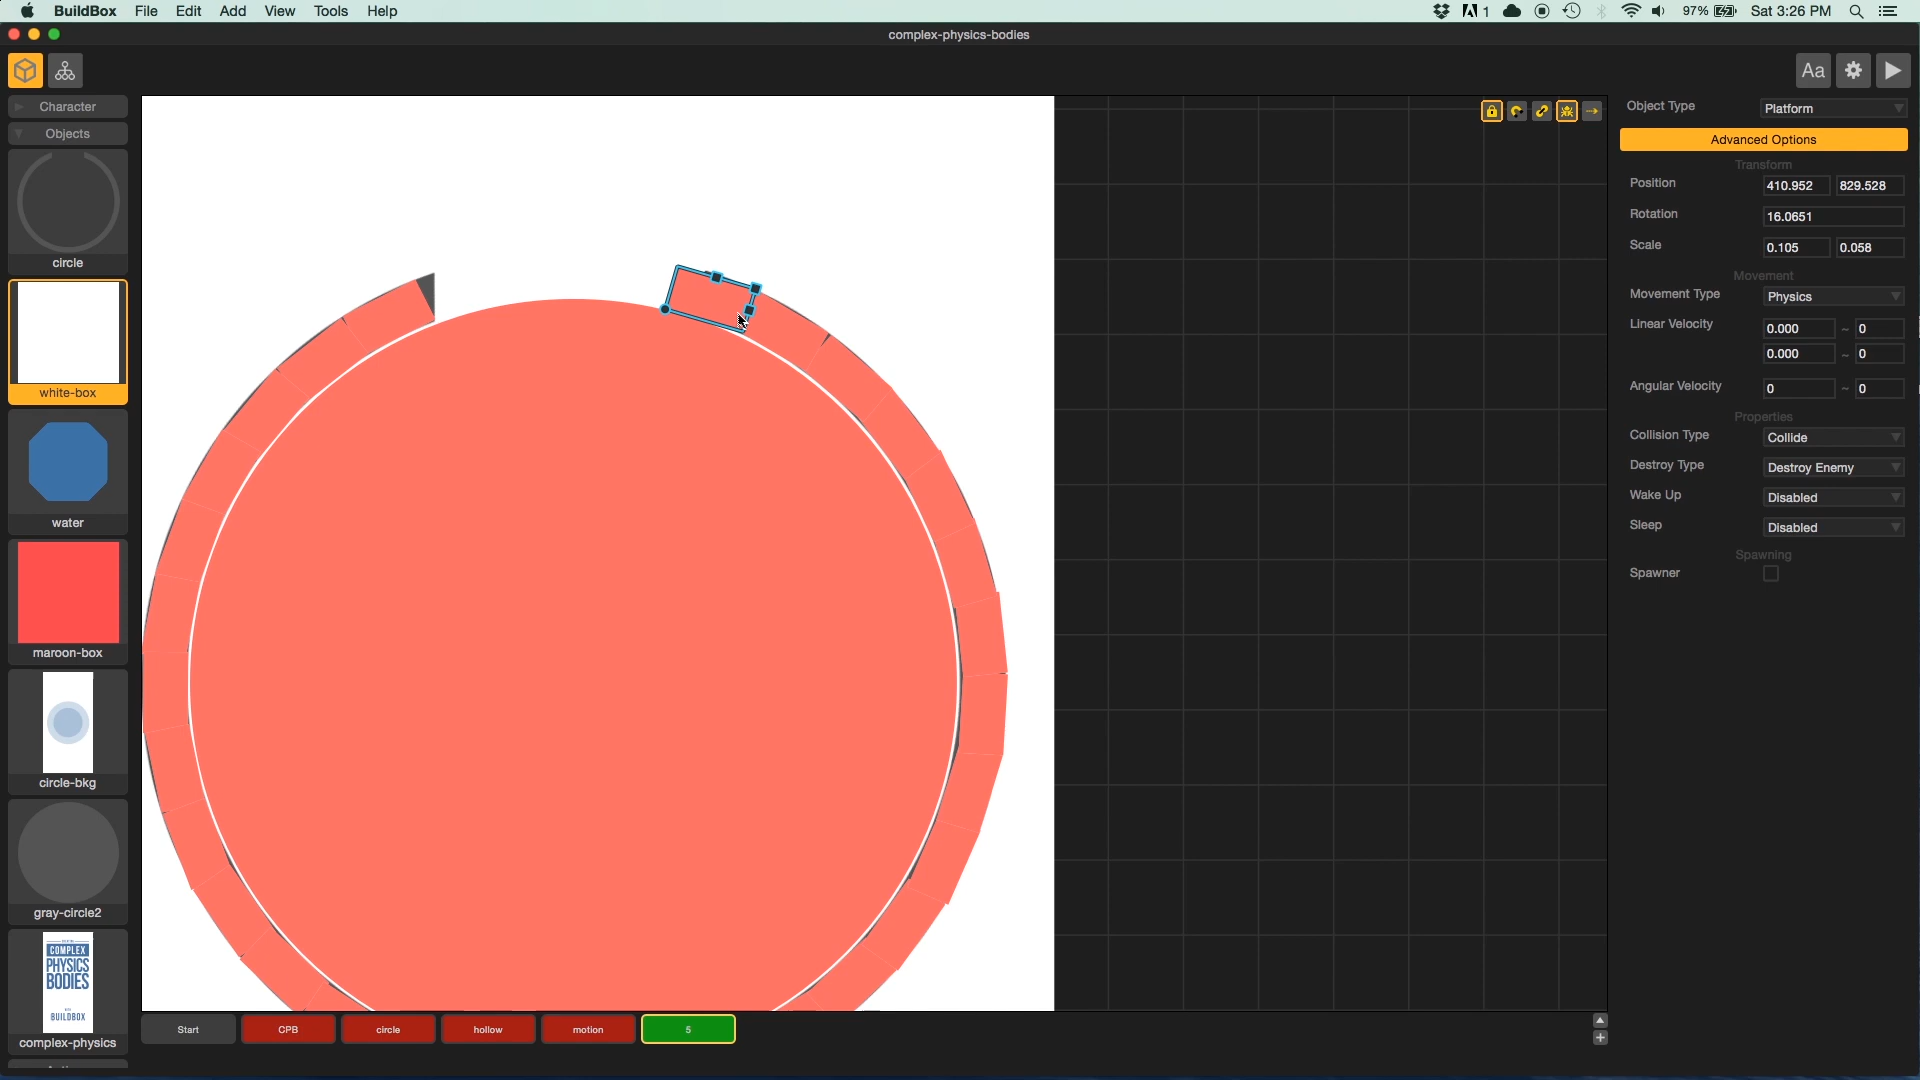 BuildBox File Edit Add View Tools Help
1 97% Sat 3:26 PM
complex-physics-bodies
Aa
Character
Objects
circle
white-box
water
maroon-box
circle-bkg
gray-circle2
COMPLEX
PHYSICS
BODIES
BUILDBOX
complex-physics
Start CPB circle hollow motion 5
Object Type Platform
Advanced Options
Transform
Position 410.952 829.528
Rotation 16.0651
Scale 0.105 0.058
Movement
Movement Type Physics
Linear Velocity 0.000 ~ 0
0.000 ~ 0
Angular Velocity 0 ~ 0
Properties
Collision Type Collide
Destroy Type Destroy Enemy
Wake Up Disabled
Sleep Disabled
Spawning
Spawner